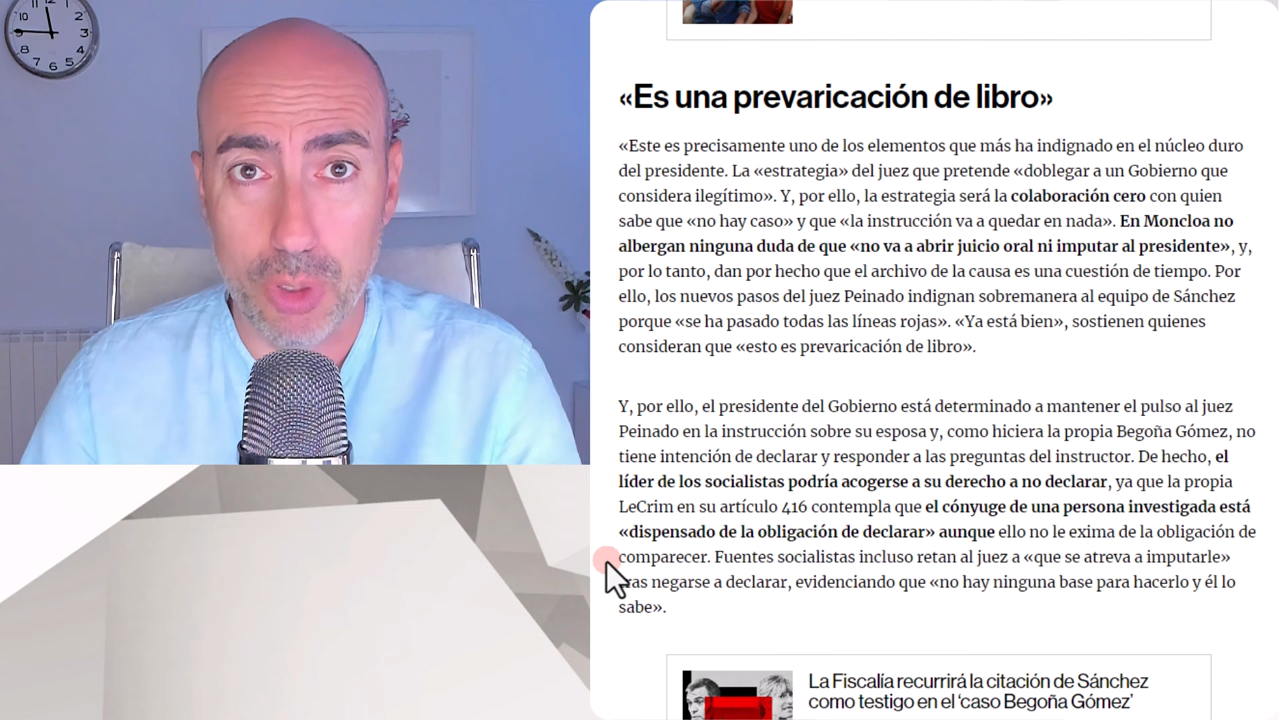 10
9
8
7
6
5
4
3
2
«Es una prevaricación de libro»
«Este es precisamente uno de los elementos que más ha indignado en el núcleo duro
del presidente. La «estrategia» del juez que pretende «doblegar a un Gobierno que
considera ilegítimo». Y, por ello, la estrategia será la colaboración cero con quien
sabe que «no hay caso» y que «la instrucción va a quedar en nada». En Moncloa no
albergan ninguna duda de que «no va a abrir juicio oral ni imputar al presidente», y,
por lo tanto, dan por hecho que el archivo de la causa es una cuestión de tiempo. Por
ello, los nuevos pasos del juez Peinado indignan sobremanera al equipo de Sánchez
porque «se ha pasado todas las líneas rojas». «Ya está bien», sostienen quienes
consideran que «esto es prevaricación de libro».
Y, por ello, el presidente del Gobierno está determinado a mantener el pulso al juez
Peinado en la instrucción sobre su esposa y, como hiciera la propia Begoña Gómez, no
tiene intención de declarar y responder a las preguntas del instructor. De hecho, el
líder de los socialistas podría acogerse a su derecho a no declarar, ya que la propia
LeCrim en su artículo 416 contempla que el cónyuge de una persona investigada está
«dispensado de la obligación de declarar» aunque ello no le exima de la obligación de
comparecer. Fuentes socialistas incluso retan al juez a «que se atreva a imputarle»
tras negarse a declarar, evidenciando que «no hay ninguna base para hacerlo y él lo
sabe».
La Fiscalía recurrirá la citación de Sánchez
como testigo en el 'caso Begoña Gómez'